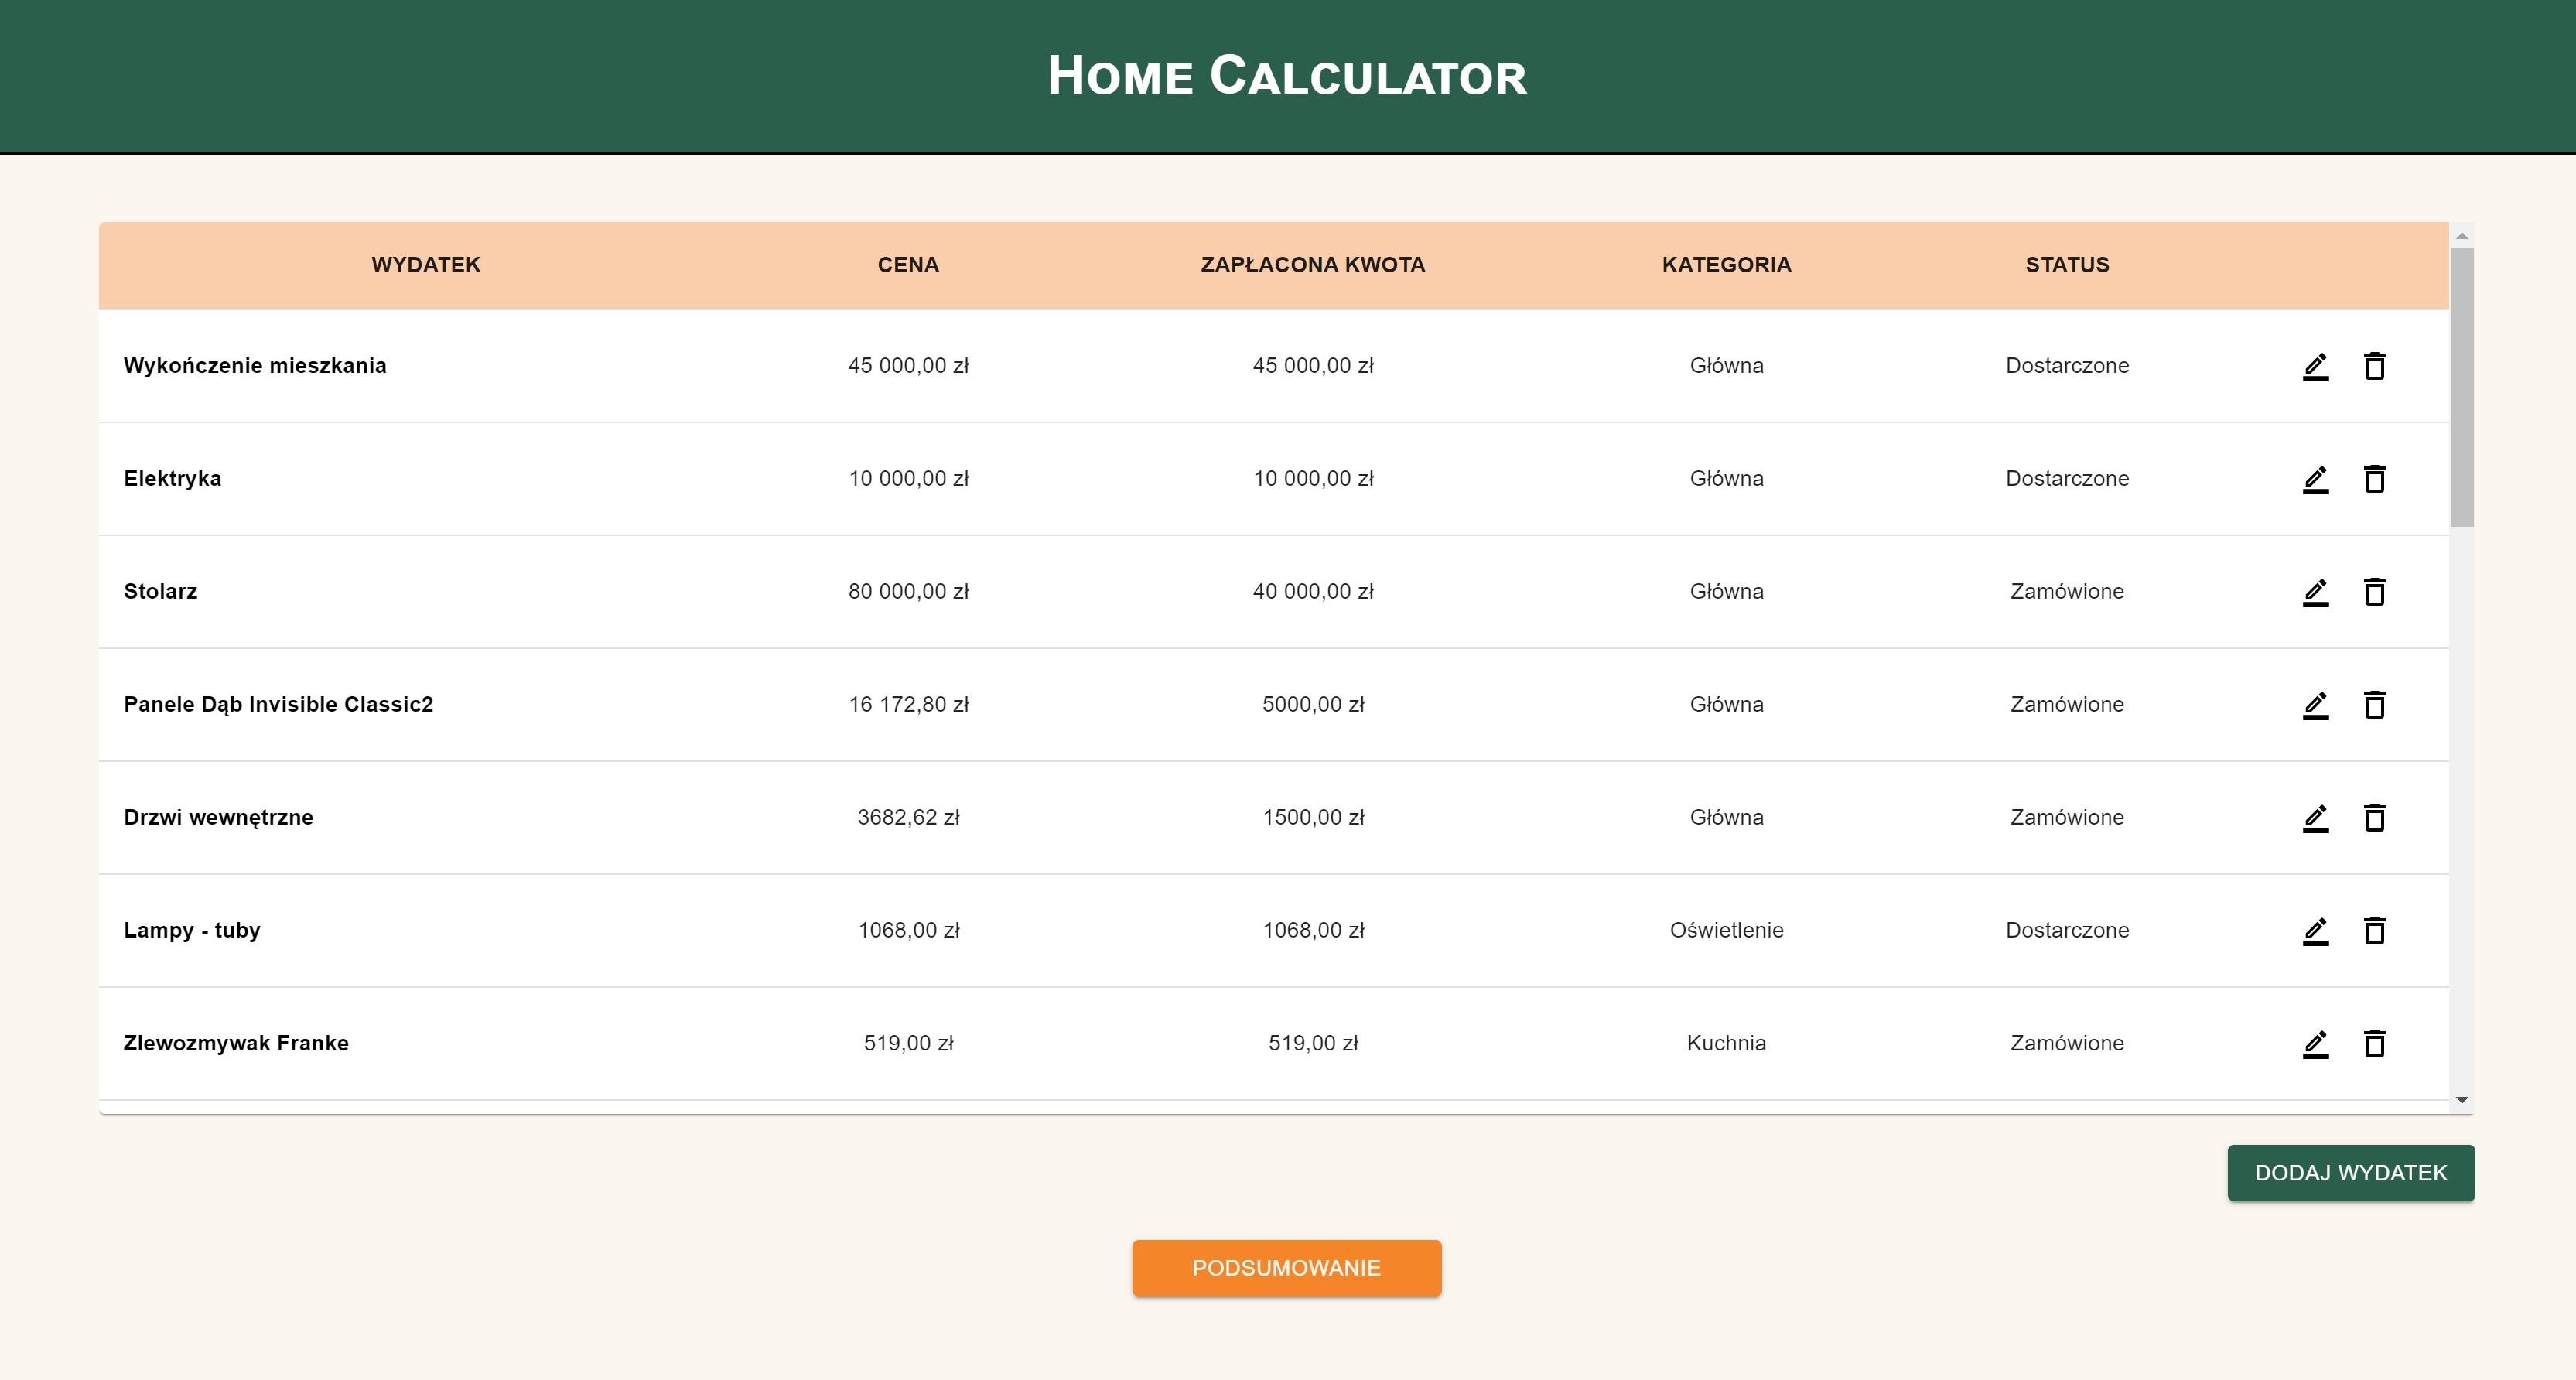 Home Calculator
WYDATEK CENA ZAPŁACONA KWOTA KATEGORIA STATUS
Wykończenie mieszkania 45 000,00 zł 45 000,00 zł Główna Dostarczone
Elektryka 10 000,00 zł 10 000,00 zł Główna Dostarczone
Stolarz 80 000,00 zł 40 000,00 zł Główna Zamówione
Panele Dąb Invisible Classic2 16 172,80 zł 5000,00 zł Główna Zamówione
Drzwi wewnętrzne 3682,62 zł 1500,00 zł Główna Zamówione
Lampy - tuby 1068,00 zł 1068,00 zł Oświetlenie Dostarczone
Zlewozmywak Franke 519,00 zł 519,00 zł Kuchnia Zamówione
DODAJ WYDATEK
PODSUMOWANIE